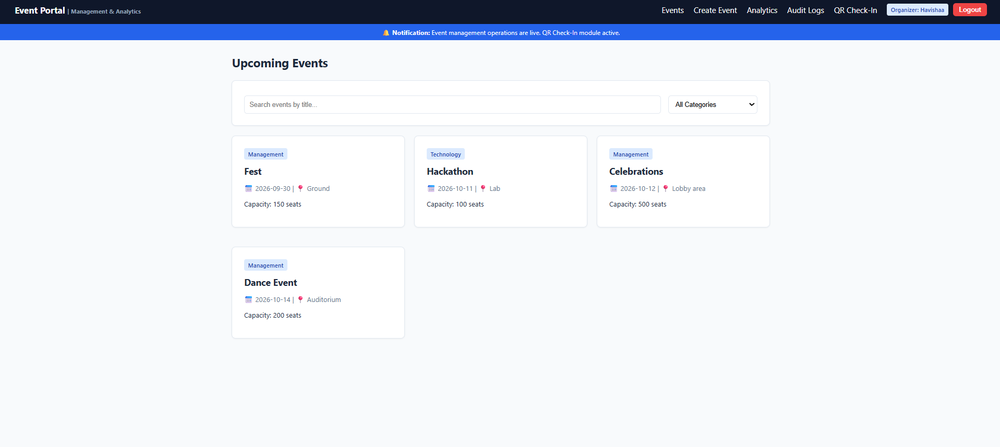 Event Portal | Management & Analytics
Events Create Event Analytics Audit Logs QR Check-In Organizer: Havishaa Logout
🔔 Notification: Event management operations are live. QR Check-In module active.
Upcoming Events
Search events by title... All Categories
Management
Fest
📅 2026-09-30 | 📍 Ground
Capacity: 150 seats
Technology
Hackathon
📅 2026-10-11 | 📍 Lab
Capacity: 100 seats
Management
Celebrations
📅 2026-10-12 | 📍 Lobby area
Capacity: 500 seats
Management
Dance Event
📅 2026-10-14 | 📍 Auditorium
Capacity: 200 seats